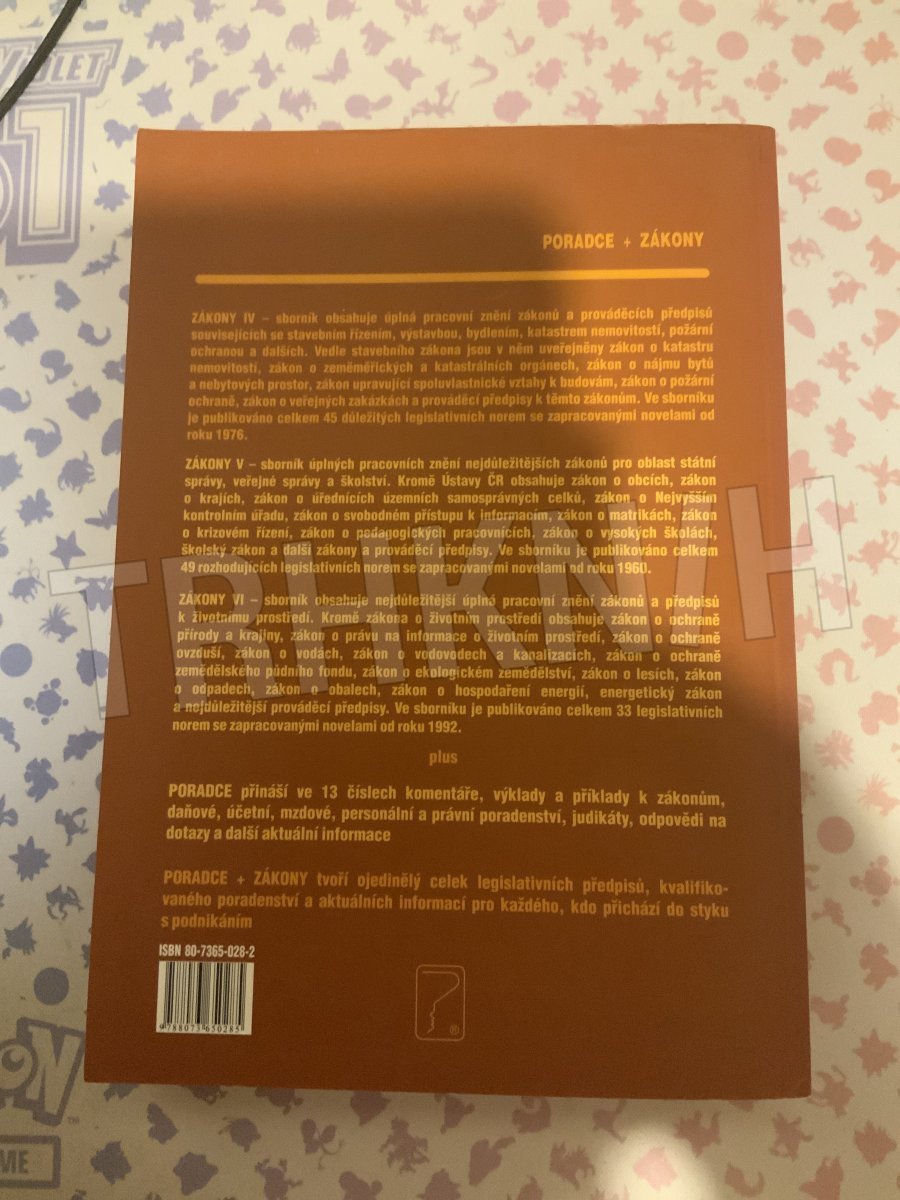 VIOLET
151
PORADCE + ZÁKONY
ZÁKONY IV – sborník obsahuje úplná pracovní znění zákonů a prováděcích předpisů
souvisejících se stavebním řízením, výstavbou, bydlením, katastrem nemovitostí, požární
ochranou a dalších. Vedle stavebního zákona jsou v něm uveřejněny zákon o katastru
nemovitostí, zákon o zeměměřických a katastrálních orgánech, zákon o nájmu bytů
a nebytových prostor, zákon upravující spoluvlastnické vztahy k budovám, zákon o požární
ochraně, zákon o veřejných zakázkách a prováděcí předpisy k těmto zákonům. Ve sborníku
je publikováno celkem 45 důležitých legislativních norem se zapracovanými novelami od
roku 1976.
ZÁKONY V – sborník úplných pracovních znění nejdůležitějších zákonů pro oblast státní
správy, veřejné správy a školství. Kromě Ústavy ČR obsahuje zákon o obcích, zákon
o krajích, zákon o úřednících územních samosprávných celků, zákon o Nejvyšším
kontrolním úřadu, zákon o svobodném přístupu k informacím, zákon o matrikách, zákon
o krizovém řízení, zákon o pedagogických pracovnících, zákon o vysokých školách,
školský zákon a další zákony a prováděcí předpisy. Ve sborníku je publikováno celkem
49 rozhodujících legislativních norem se zapracovanými novelami od roku 1960.
TRHKNIH
ZÁKONY VI – sborník obsahuje nejdůležitější úplná pracovní znění zákonů a předpisů
k životnímu prostředí. Kromě zákona o životním prostředí obsahuje zákon o ochraně
přírody a krajiny, zákon o právu na informace o životním prostředí, zákon o ochraně
ovzduší, zákon o vodách, zákon o vodovodech a kanalizacích, zákon o ochraně
zemědělského půdního fondu, zákon o ekologickém zemědělství, zákon o lesích, zákon
o odpadech, zákon o obalech, zákon o hospodaření energií, energetický zákon
a nejdůležitější prováděcí předpisy. Ve sborníku je publikováno celkem 33 legislativních
norem se zapracovanými novelami od roku 1992.
plus
PORADCE přináší ve 13 číslech komentáře, výklady a příklady k zákonům,
daňové, účetní, mzdové, personální a právní poradenství, judikáty, odpovědi na
dotazy a další aktuální informace
PORADCE + ZÁKONY tvoří ojedinělý celek legislativních předpisů, kvalifiko-
vaného poradenství a aktuálních informací pro každého, kdo přichází do styku
s podnikáním
ISBN 80-7365-028-2
9788073650285
®